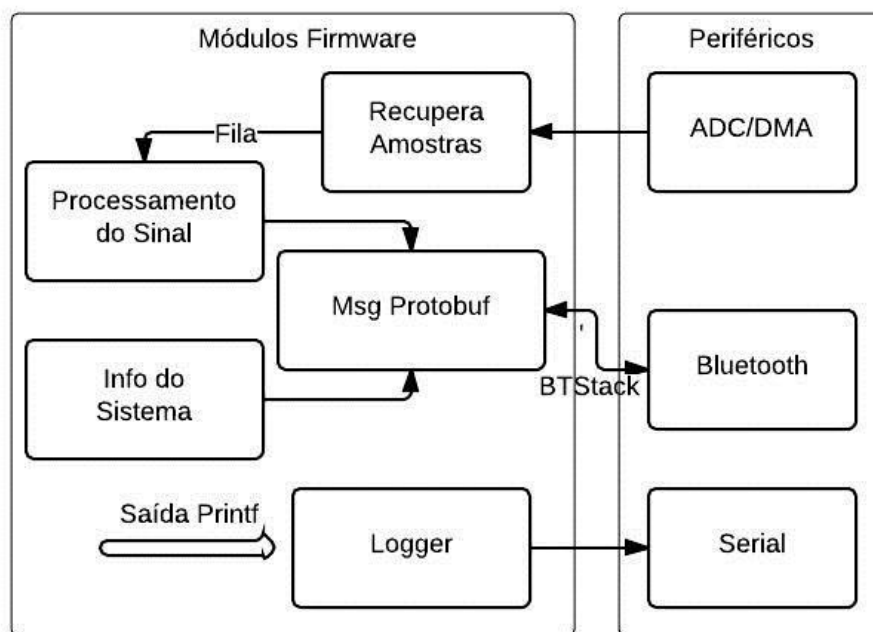 Módulos Firmware
Periféricos
Recupera
Amostras
ADC/DMA
Fila
Processamento
do Sinal
Msg Protobuf
Bluetooth
BTStack
Info do
Sistema
Saída Printf
Logger
Serial